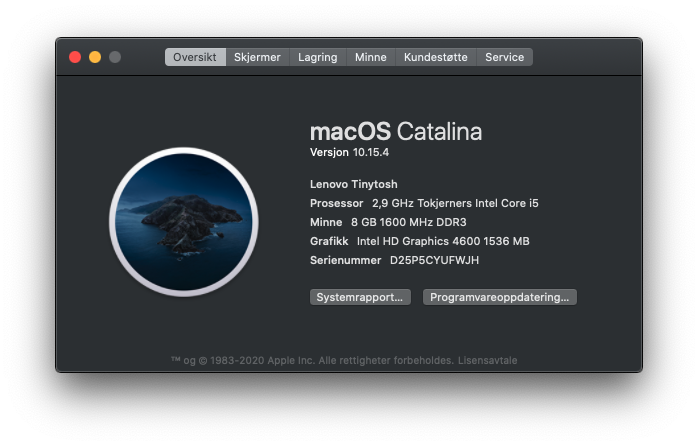 Oversikt Skjermer Lagring Minne Kundestøtte Service
macOS Catalina
Versjon 10.15.4
Lenovo Tinytosh
Prosessor 2,9 GHz Tokjerners Intel Core i5
Minne 8 GB 1600 MHz DDR3
Grafikk Intel HD Graphics 4600 1536 MB
Serienummer D25P5CYUFWJH
Systemrapport... Programvareoppdatering...
™ og © 1983-2020 Apple Inc. Alle rettigheter forbeholdes. Lisensavtale